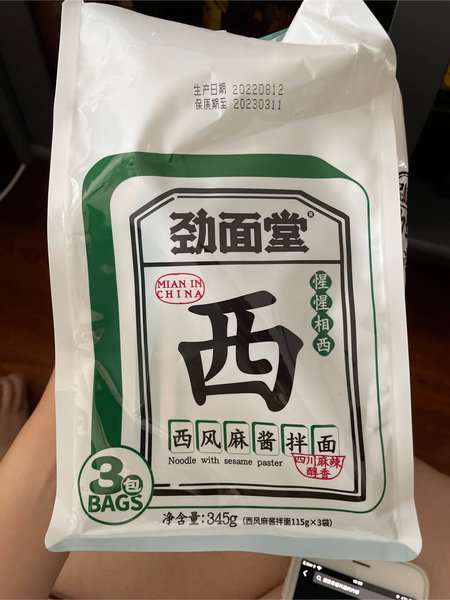 生产日期 20220812
保质期至 20230311
劲面堂®
MIAN IN
CHINA
惺惺相西
西
西风麻酱拌面
Noodle with sesame paster
四川麻辣
醇香
3包
BAGS
净含量:345g (西风麻酱拌面115g×3袋)